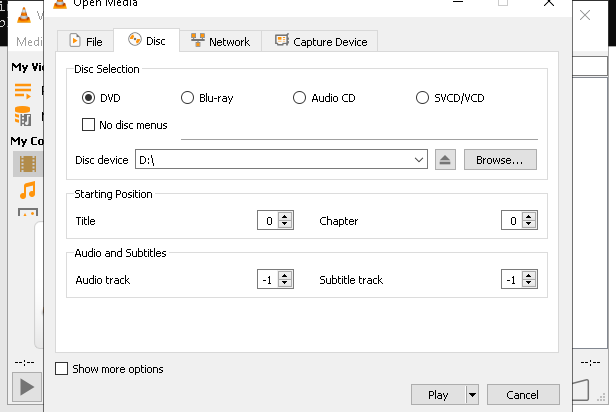 Open Media
Medi
File
Disc
Network
Capture Device
My Vi
My Co
Disc Selection
DVD
Blu-ray
Audio CD
SVCD/VCD
No disc menus
Disc device
D:\
Browse...
Starting Position
Title
0
Chapter
0
Audio and Subtitles
Audio track
-1
Subtitle track
-1
--:--
--:--
Show more options
Play
Cancel